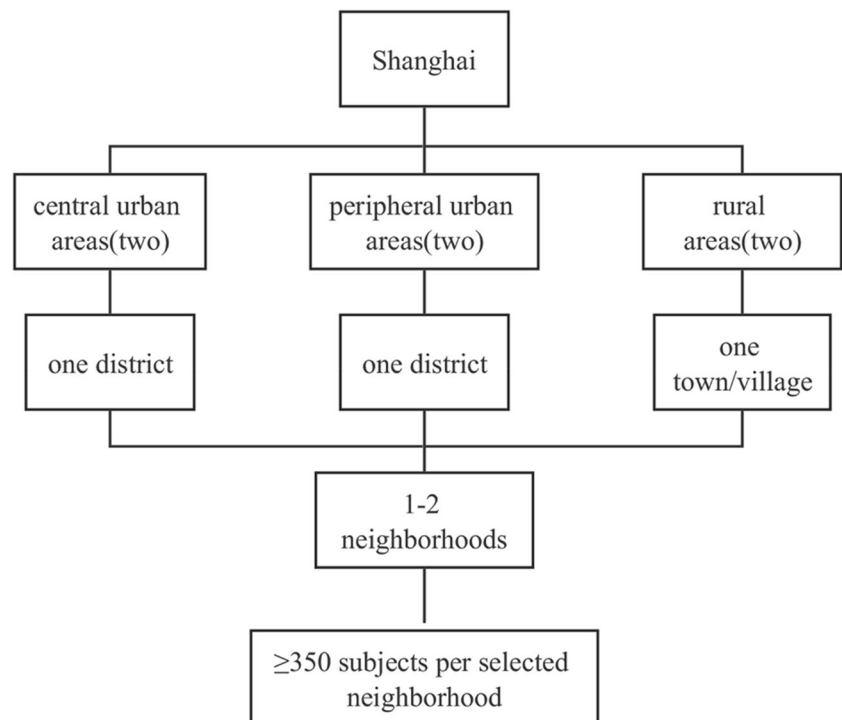 Shanghai
central urban
areas(two)
peripheral urban
areas(two)
rural
areas(two)
one district
one district
one
town/village
1-2
neighborhoods
≥350 subjects per selected
neighborhood